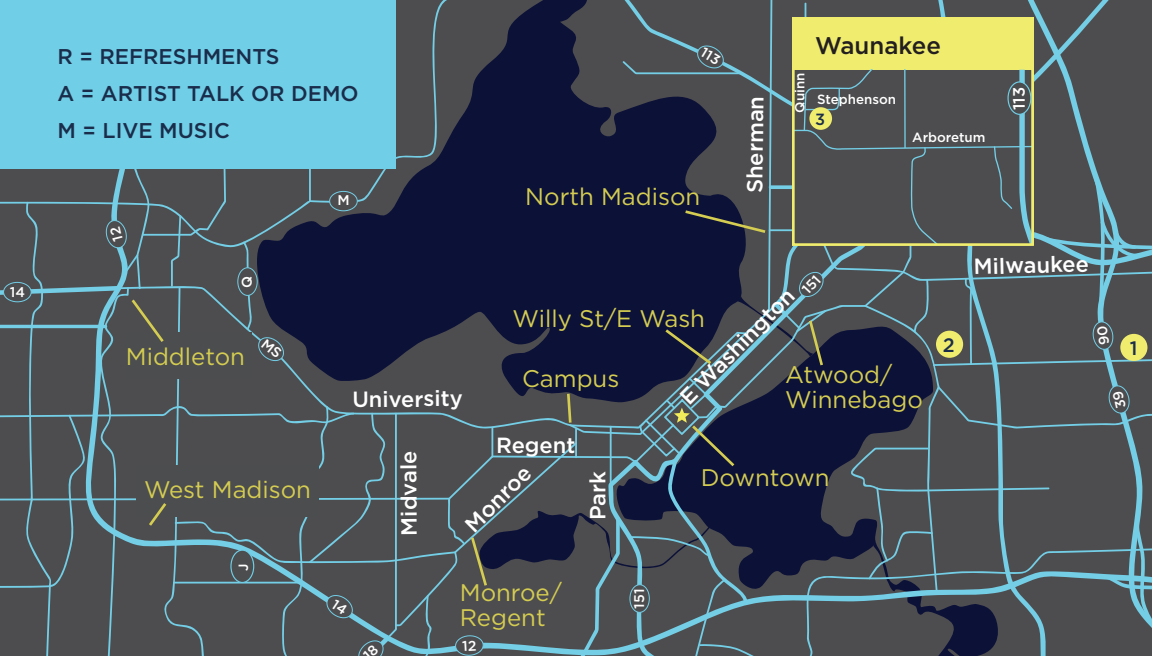 R = REFRESHMENTS
A = ARTIST TALK OR DEMO
M = LIVE MUSIC
Waunakee
Quinn
Stephenson
3
113
Arboretum
113
Sherman
M
North Madison
12
Q
14
Milwaukee
151
E Washington
Willy St/E Wash
90
2
1
MS
Middleton
Campus
Atwood/
Winnebago
39
University
Regent
Downtown
West Madison
Midvale
Monroe
Park
J
Monroe/
Regent
14
151
12
18